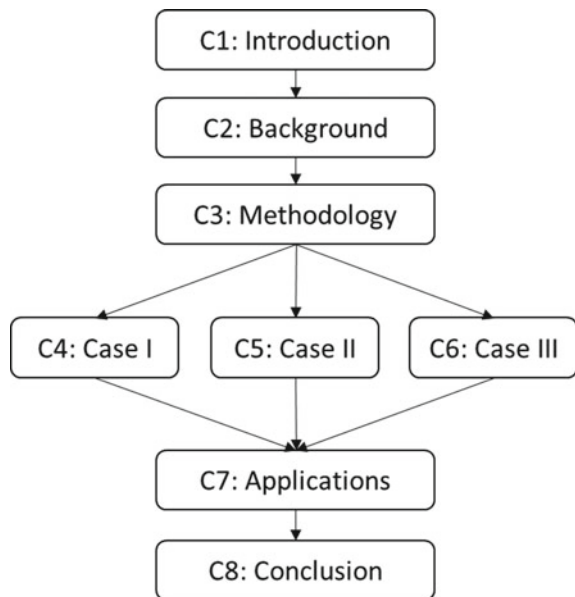 C1: Introduction
C2: Background
C3: Methodology
C4: Case I
C5: Case II
C6: Case III
C7: Applications
C8: Conclusion